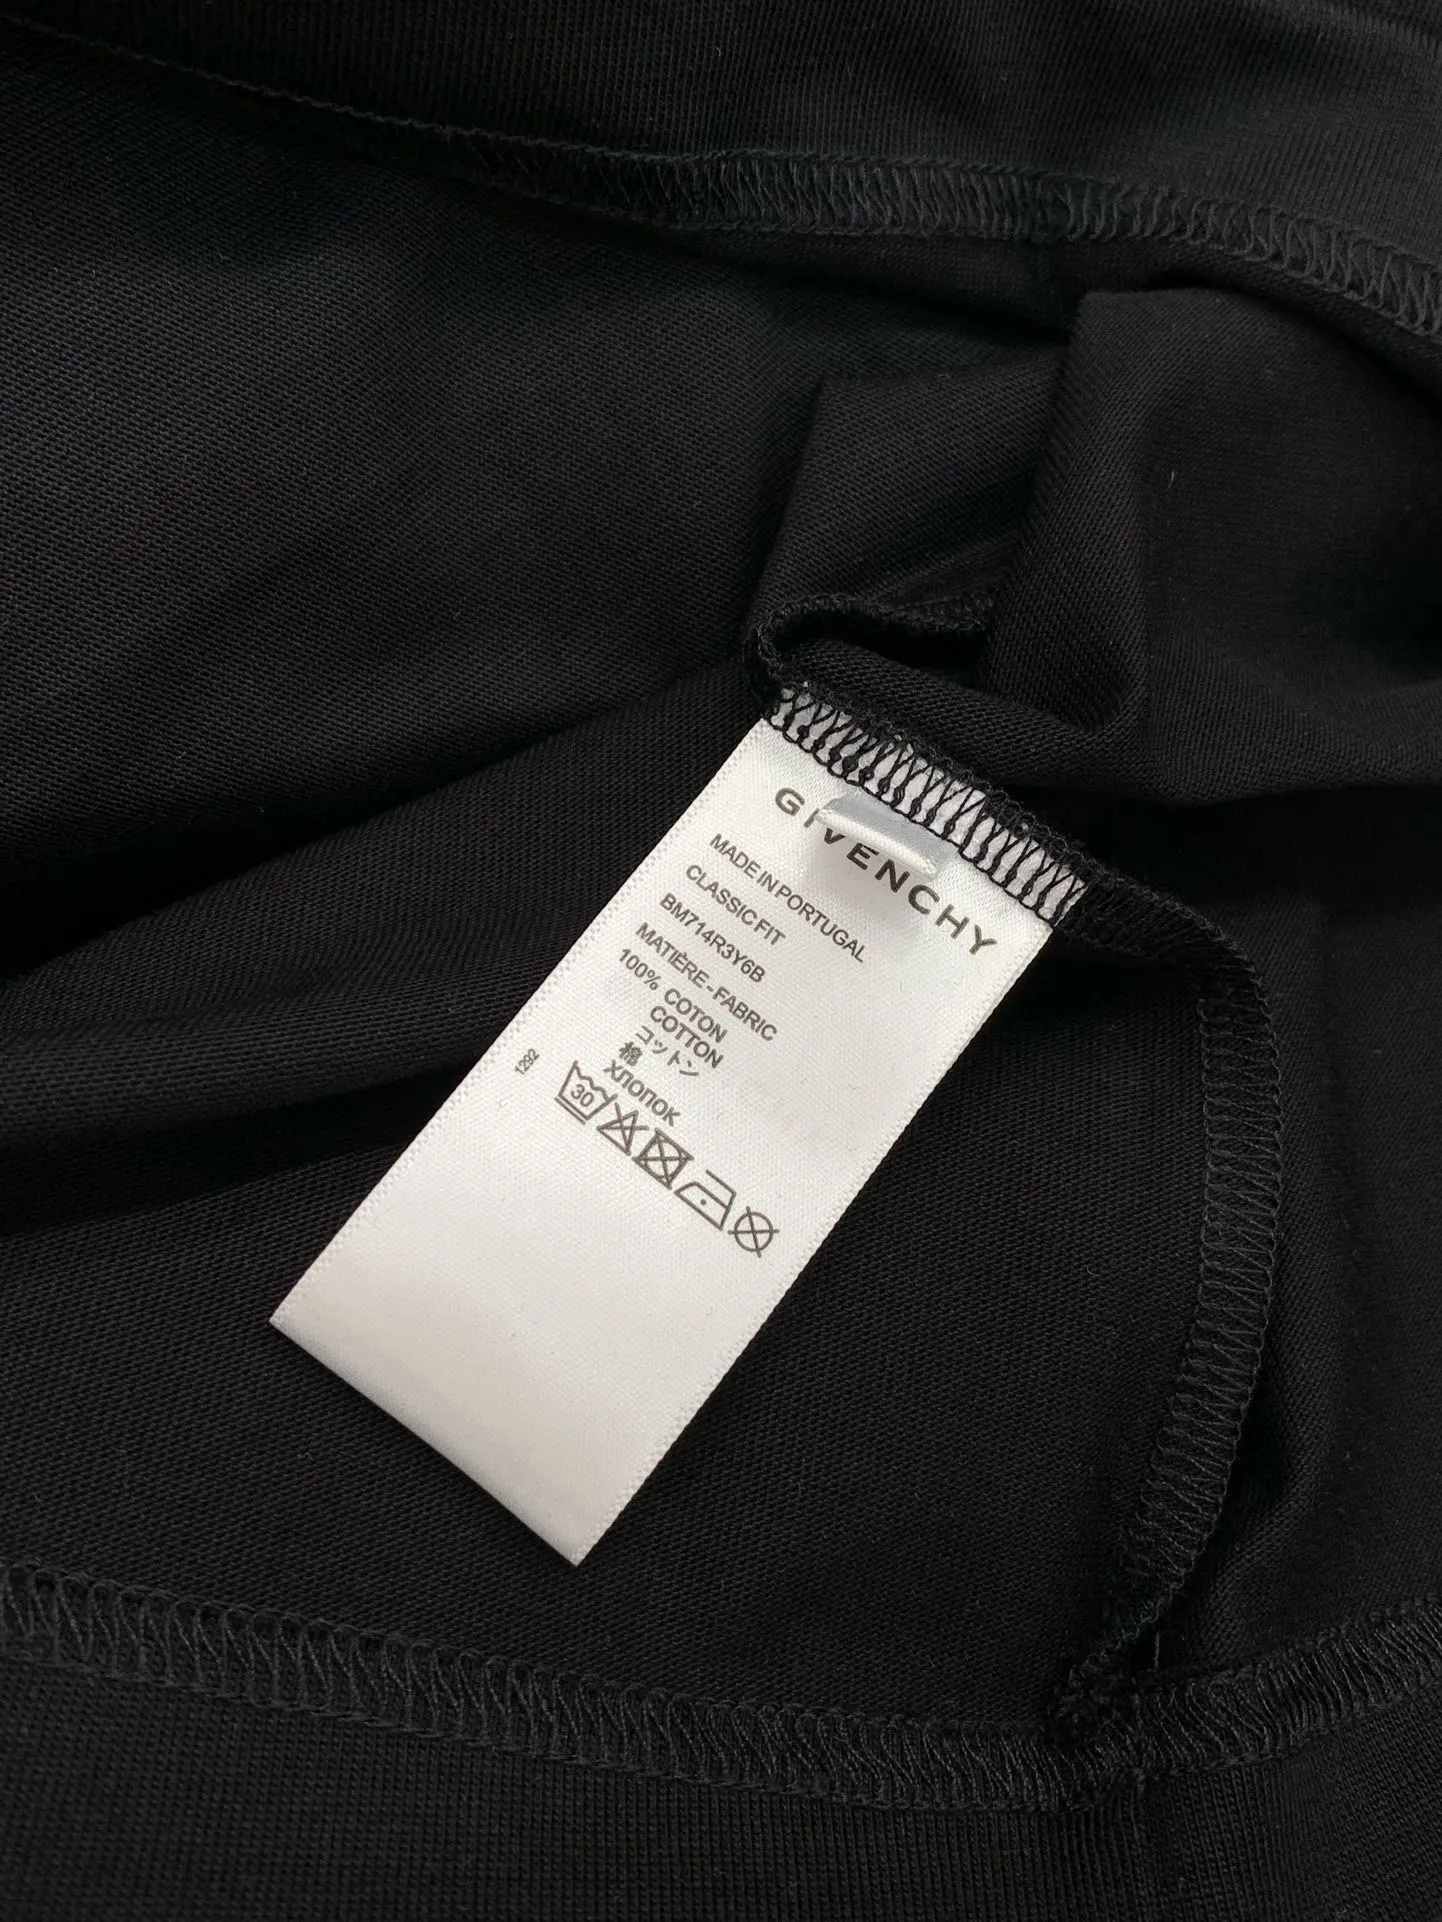 GIVENCHY
MADE IN PORTUGAL
CLASSIC FIT
BM714R3Y6B
MATIÈRE - FABRIC
100% COTON
COTTON
コットン
棉
ХЛОПОК
1292
30